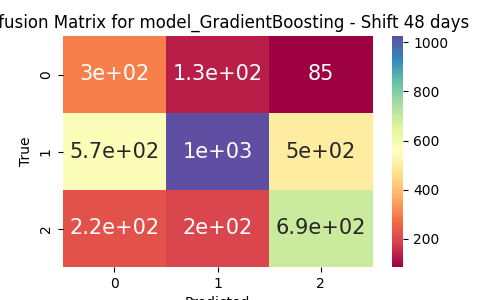 fusion Matrix for model_GradientBoosting - Shift 48 days
0 3e+02 1.3e+02 85
1 5.7e+02 1e+03 5e+02
2 2.2e+02 2e+02 6.9e+02
True
0 1 2
Predicted
1000
800
600
400
200